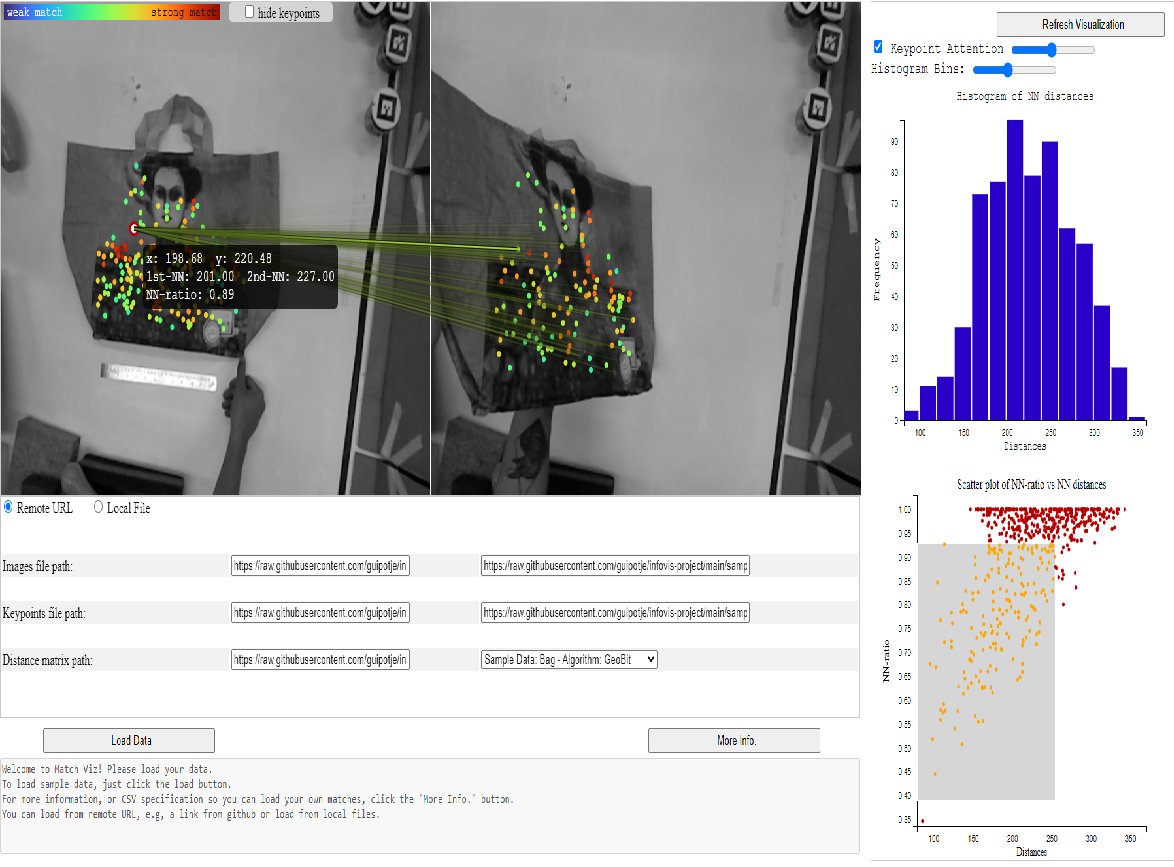 weak match strong match hide keypoints
x: 198.68 y: 220.48
1st-NN: 201.00 2nd-NN: 227.00
NN-ratio: 0.89
Remote URL Local File
Images file path: https://raw.githubusercontent.com/guipotje/in https://raw.githubusercontent.com/guipotje/infovis-project/main/samp
Keypoints file path: https://raw.githubusercontent.com/guipotje/in https://raw.githubusercontent.com/guipotje/infovis-project/main/samp
Distance matrix path: https://raw.githubusercontent.com/guipotje/in Sample Data: Bag - Algorithm: GeoBit
Load Data More Info.
Welcome to Match Viz! Please load your data.
To load sample data, just click the load button.
For more information, or CSV specification so you can load your own matches, click the "More Info." button.
You can load from remote URL, e.g, a link from github or load from local files.
Refresh Visualization
Keypoint Attention
Histogram Bins:
Histogram of NN distances
Frequency
90
80
70
60
50
40
30
20
10
0
100 150 200 250 300 350
Distances
Scatter plot of NN-ratio vs NN distances
NN-ratio
1.00
0.95
0.90
0.85
0.80
0.75
0.70
0.65
0.60
0.55
0.50
0.45
0.40
0.35
100 150 200 250 300 350
Distances